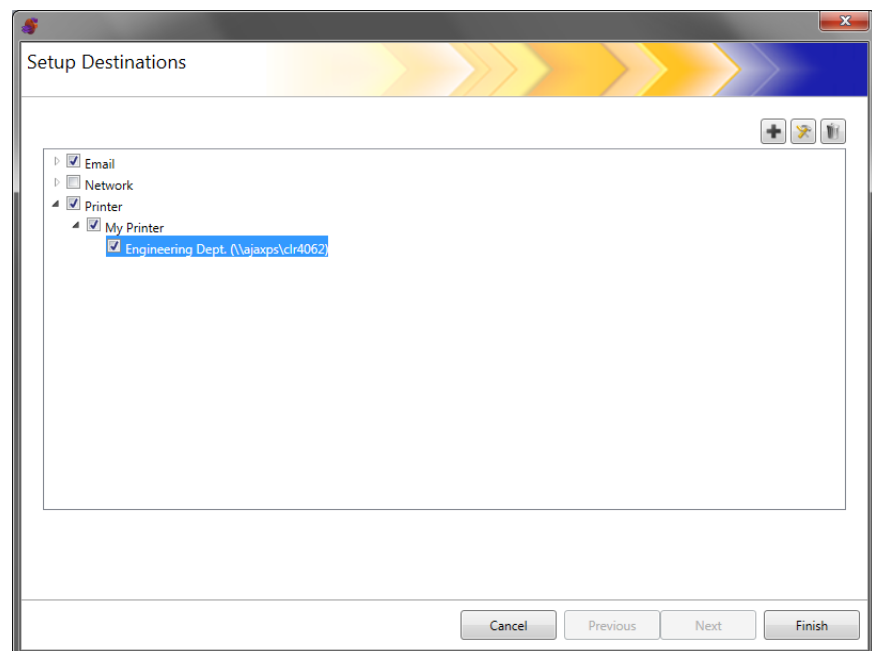 Setup Destinations
Email
Network
Printer
My Printer
Engineering Dept. (\\ajaxps\clr4062)
Cancel Previous Next Finish